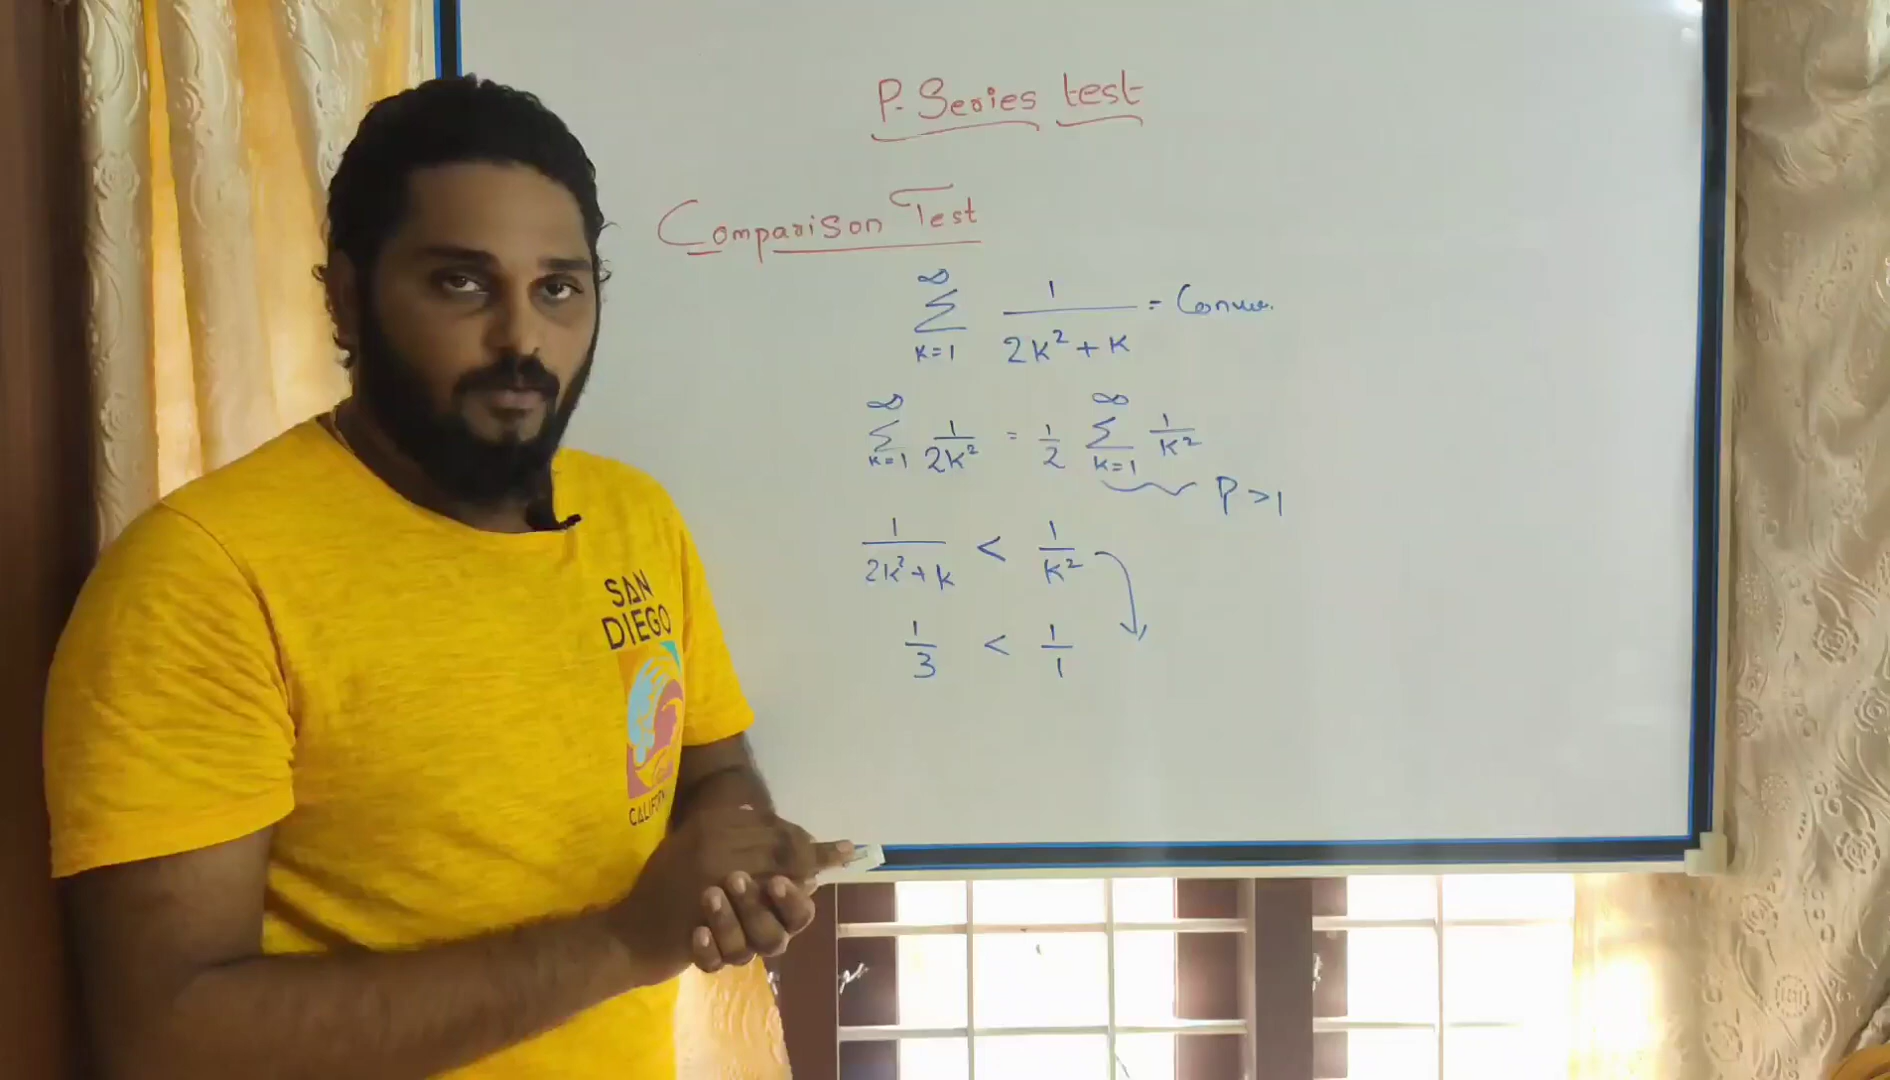 P-Series test
Comparison Test
∞ ∑ k=1 1/(2k²+k) = Conve.
∞ ∑ k=1 1/2k² = 1/2 ∞ ∑ k=1 1/k²
P >1
1/(2k²+k) < 1/k²
1/3 < 1/1
SAN
DIEGO